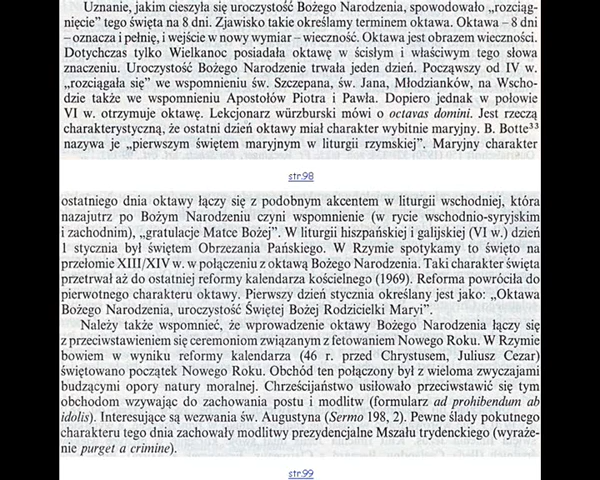 Uznanie, jakim cieszyła się uroczystość Bożego Narodzenia, spowodowało „rozciąg-
nięcie” tego święta na 8 dni. Zjawisko takie określamy terminem oktawa. Oktawa – 8 dni
– oznacza i pełnię, i wejście w nowy wymiar – wieczność. Oktawa jest obrazem wieczności.
Dotychczas tylko Wielkanoc posiadała oktawę w ścisłym i właściwym tego słowa
znaczeniu. Uroczystość Bożego Narodzenie trwała jeden dzień. Począwszy od IV w.
„rozciągała się” we wspomnieniu św. Szczepana, św. Jana, Młodzianków, na Wscho-
dzie także we wspomnieniu Apostołów Piotra i Pawła. Dopiero jednak w połowie
VI w. otrzymuje oktawę. Lekcjonarz würzburski mówi o octavas domini. Jest rzeczą
charakterystyczną, że ostatni dzień oktawy miał charakter wybitnie maryjny. B. Botte³³
nazywa je „pierwszym świętem maryjnym w liturgii rzymskiej”. Maryjny charakter
str.98
ostatniego dnia oktawy łączy się z podobnym akcentem w liturgii wschodniej, która
nazajutrz po Bożym Narodzeniu czyni wspomnienie (w rycie wschodnio-syryjskim
i zachodnim), „gratulacje Matce Bożej”. W liturgii hiszpańskiej i galijskiej (VI w.) dzień
1 stycznia był świętem Obrzezania Pańskiego. W Rzymie spotykamy to święto na
przełomie XIII/XIV w. w połączeniu z oktawą Bożego Narodzenia. Taki charakter święta
przetrwał aż do ostatniej reformy kalendarza kościelnego (1969). Reforma powróciła do
pierwotnego charakteru oktawy. Pierwszy dzień stycznia określany jest jako: „Oktawa
Bożego Narodzenia, uroczystość Świętej Bożej Rodzicielki Maryi”.
Należy także wspomnieć, że wprowadzenie oktawy Bożego Narodzenia łączy się
z przeciwstawieniem się ceremoniom związanym z fetowaniem Nowego Roku. W Rzymie
bowiem w wyniku reformy kalendarza (46 r. przed Chrystusem, Juliusz Cezar)
świętowano początek Nowego Roku. Obchód ten połączony był z wieloma zwyczajami
budzącymi opory natury moralnej. Chrześcijaństwo usiłowało przeciwstawić się tym
obchodom wzywając do zachowania postu i modlitw (formularz ad prohibendum ab
idolis). Interesujące są wezwania św. Augustyna (Sermo 198, 2). Pewne ślady pokutnego
charakteru tego dnia zachowały modlitwy prezydencjalne Mszału trydenckiego (wyraże-
nie purget a crimine).
str.99